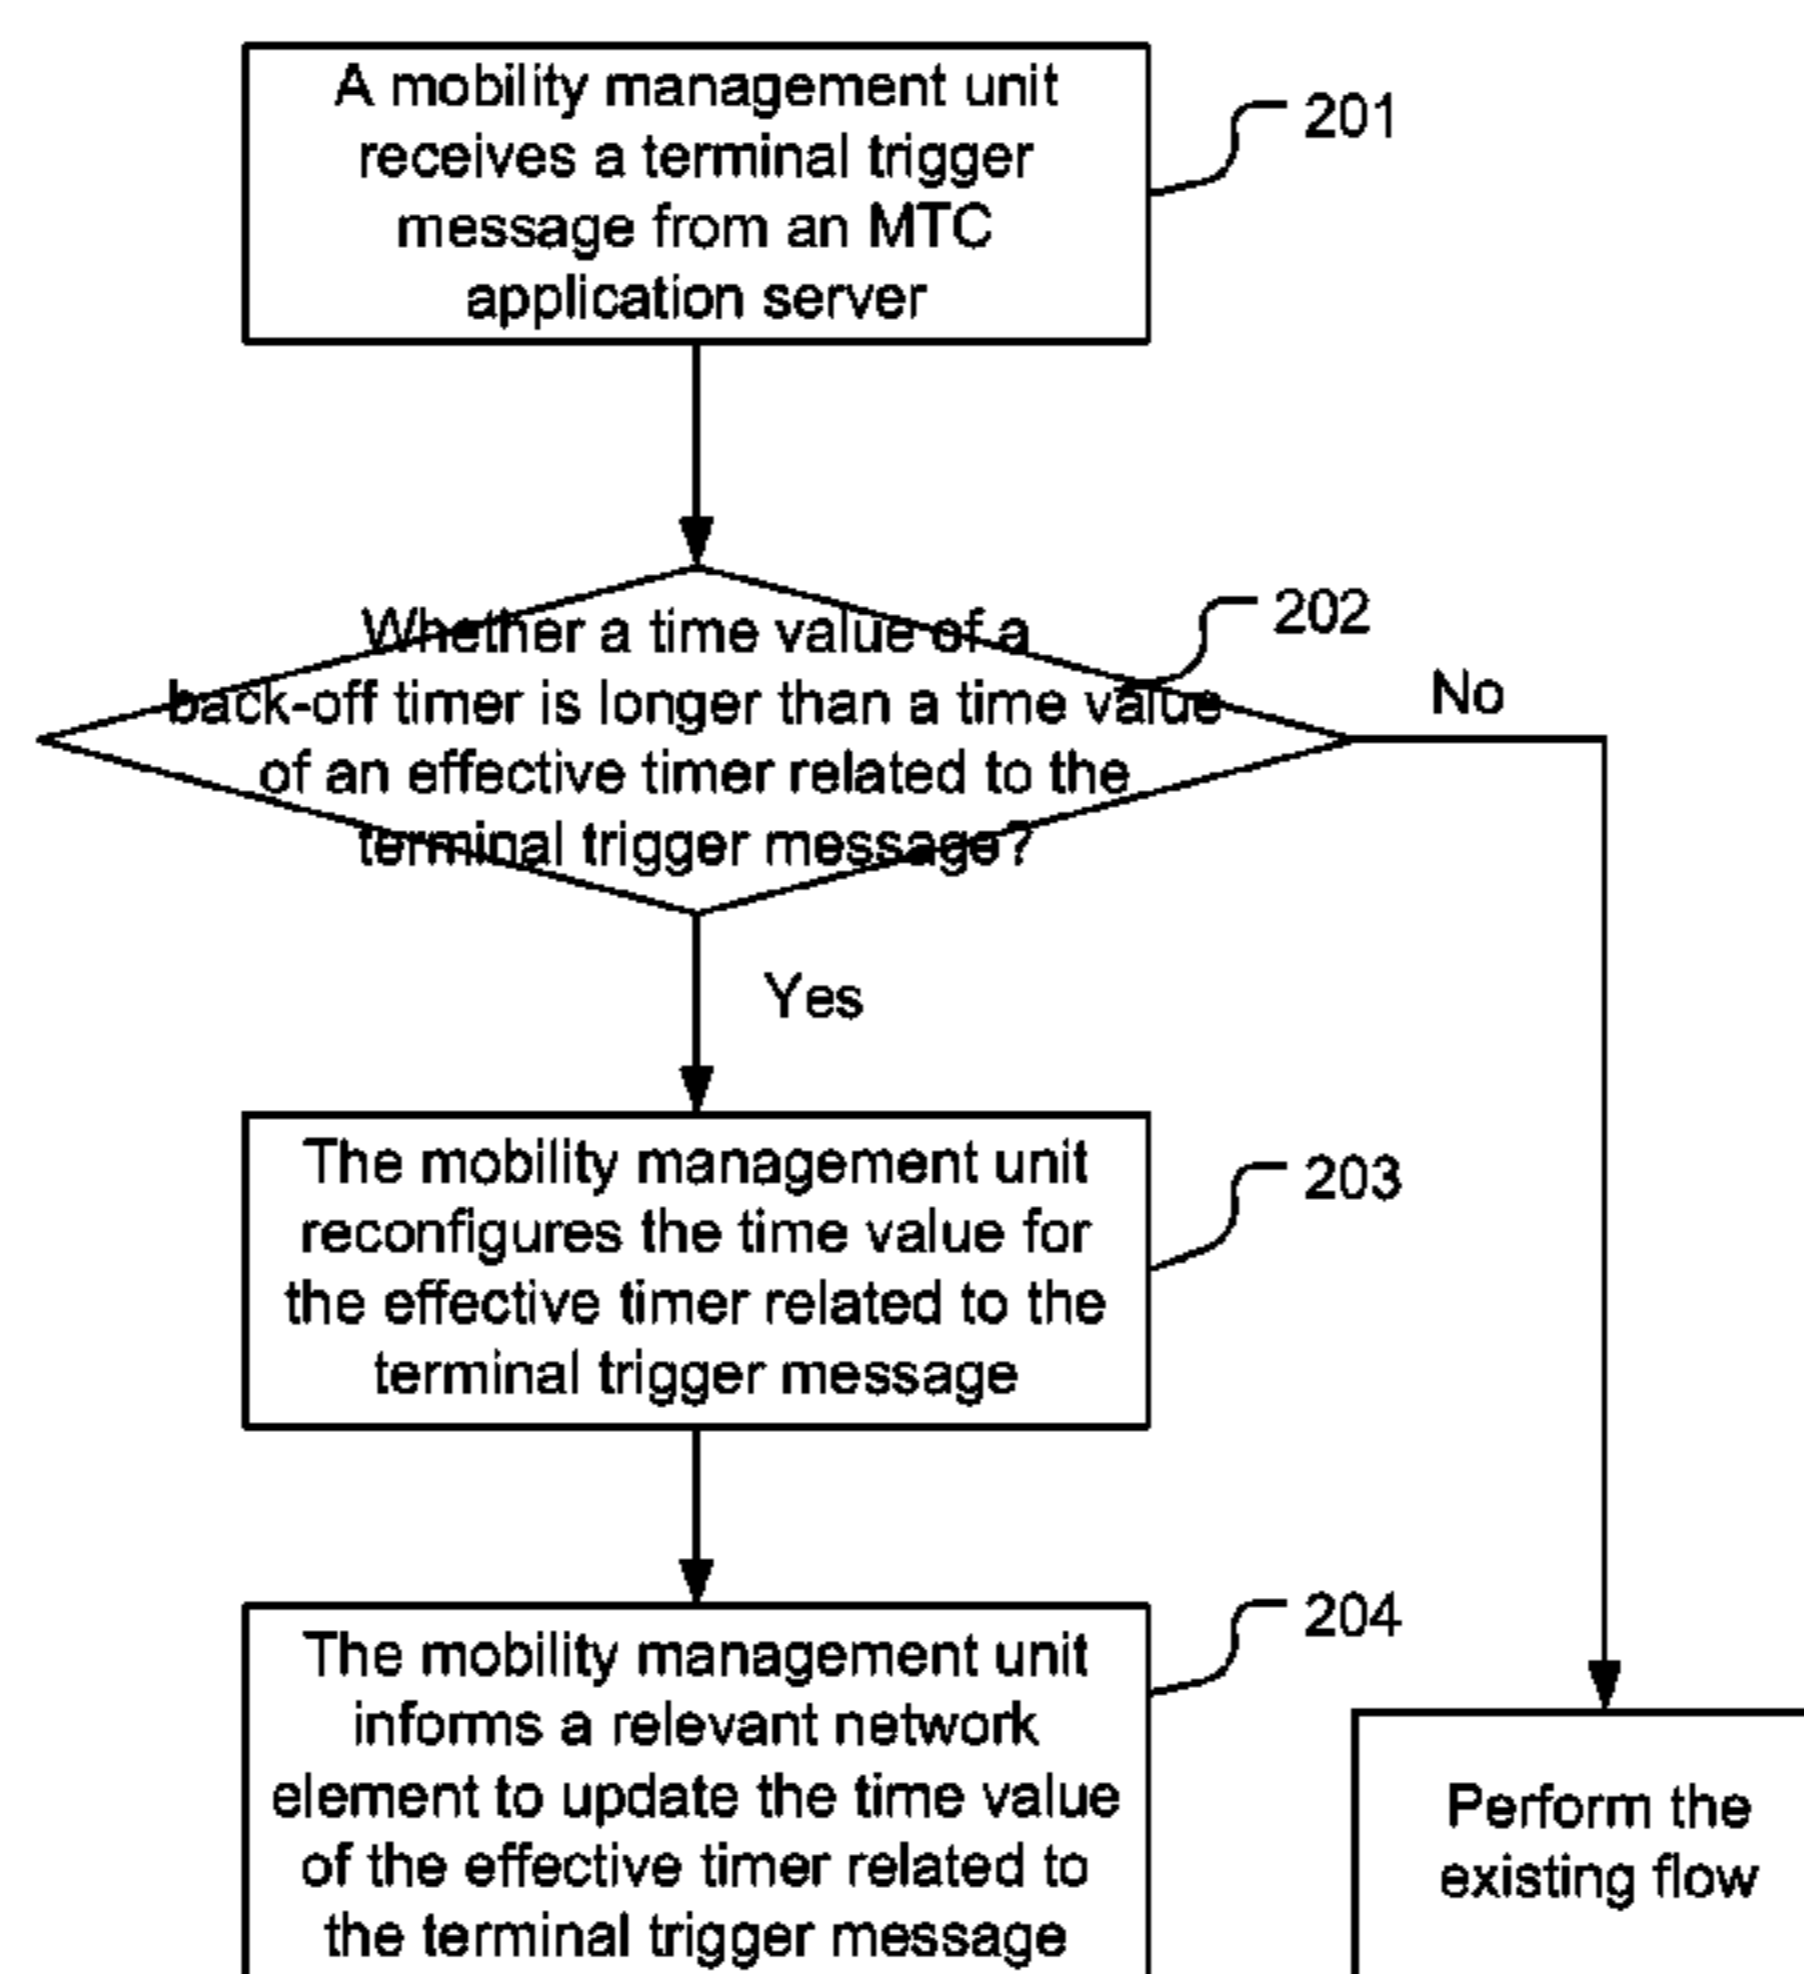 A mobility management unit
receives a terminal trigger
message from an MTC
application server
201
Whether a time value of a
back-off timer is longer than a time value
of an effective timer related to the
terminal trigger message?
202
No
Yes
The mobility management unit
reconfigures the time value for
the effective timer related to the
terminal trigger message
203
The mobility management unit
informs a relevant network
element to update the time value
of the effective timer related to
the terminal trigger message
204
Perform the
existing flow